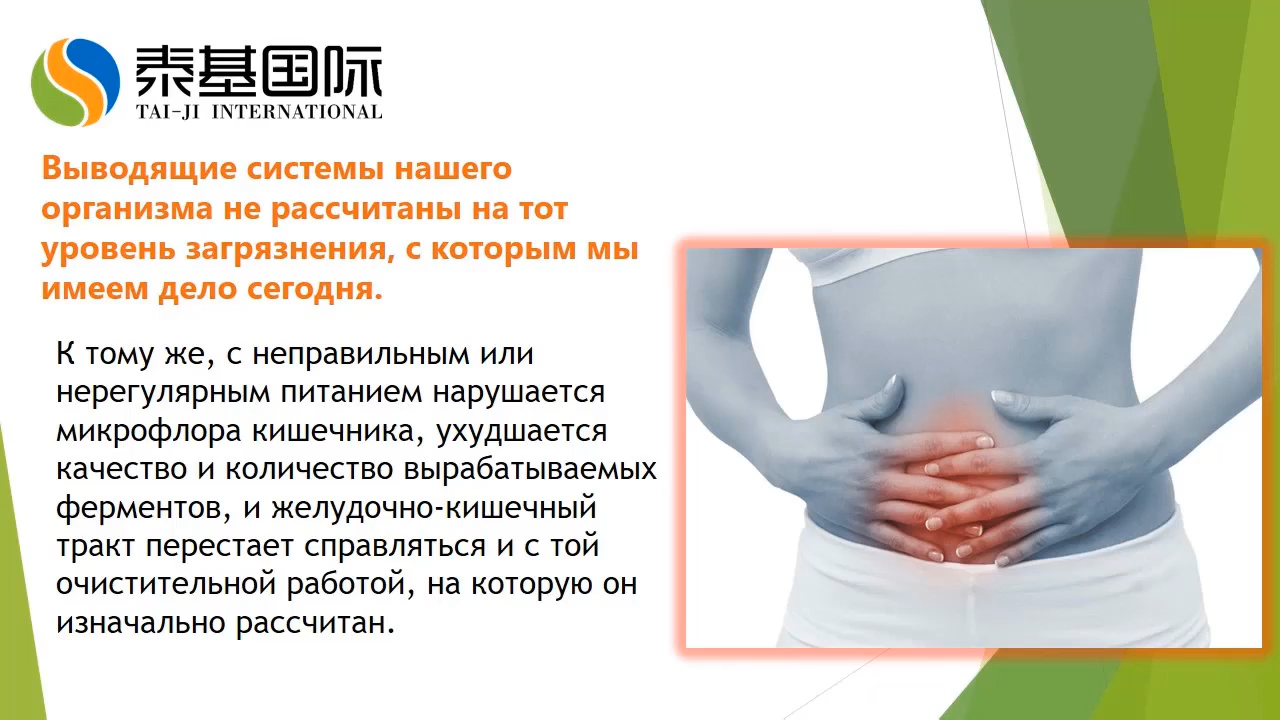 泰基国际
TAI-JI INTERNATIONAL
Выводящие системы нашего
организма не рассчитаны на тот
уровень загрязнения, с которым мы
имеем дело сегодня.
К тому же, с неправильным или
нерегулярным питанием нарушается
микрофлора кишечника, ухудшается
качество и количество вырабатываемых
ферментов, и желудочно-кишечный
тракт перестает справляться и с той
очистительной работой, на которую он
изначально рассчитан.